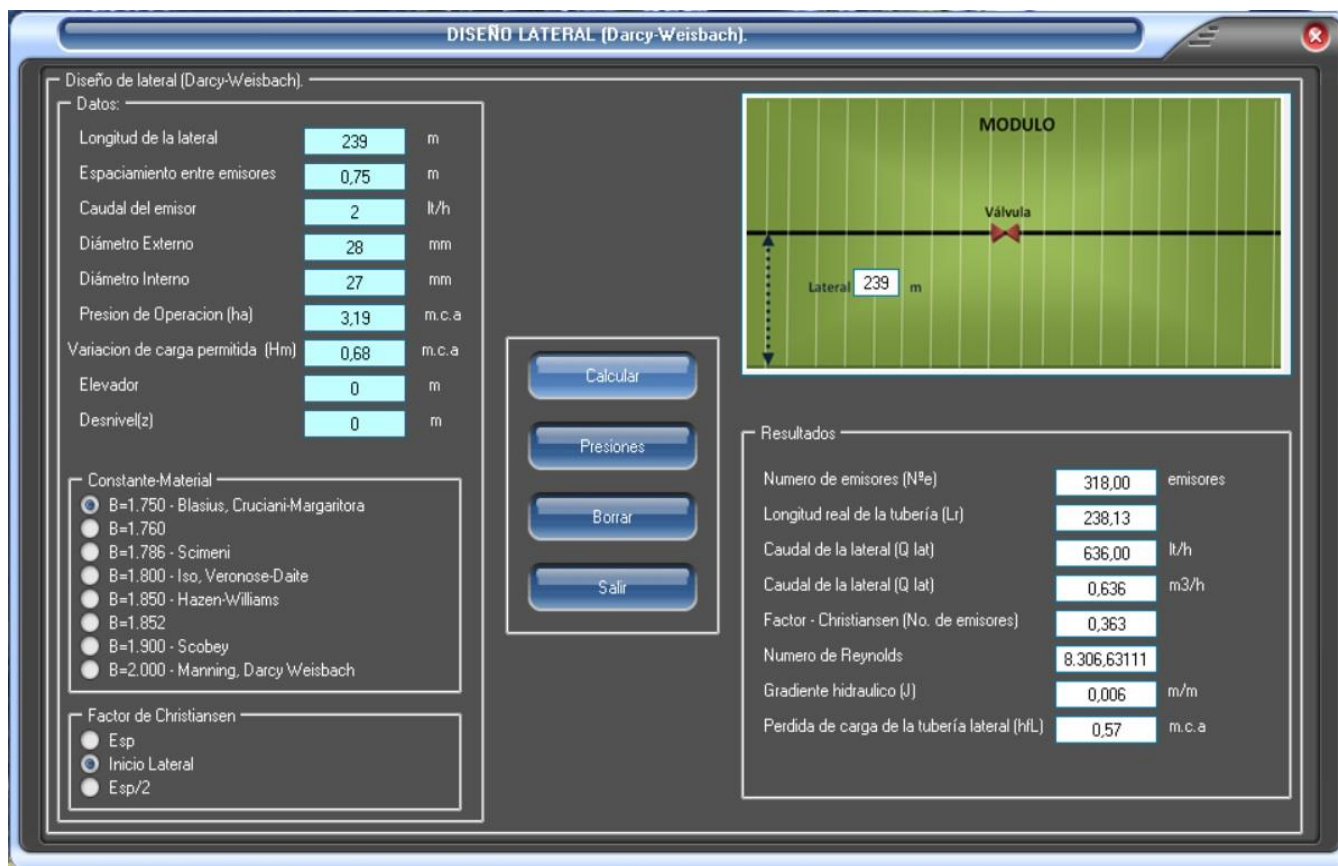 DISEÑO LATERAL (Darcy-Weisbach).
Diseño de lateral (Darcy-Weisbach).
Datos:
Longitud de la lateral 239 m
Espaciamiento entre emisores 0,75 m
Caudal del emisor 2 lt/h
Diámetro Externo 28 mm
Diámetro Interno 27 mm
Presion de Operacion (ha) 3,19 m.c.a
Variacion de carga permitida (Hm) 0,68 m.c.a
Elevador 0 m
Desnivel(z) 0 m
Constante-Material
B=1.750 - Blasius, Cruciani-Margaritora
B=1.760
B=1.786 - Scimeni
B=1.800 - Iso, Veronose-Daite
B=1.850 - Hazen-Williams
B=1.852
B=1.900 - Scobey
B=2.000 - Manning, Darcy Weisbach
Factor de Christiansen
Esp
Inicio Lateral
Esp/2
Calcular
Presiones
Borrar
Salir
MODULO
Válvula
Lateral 239 m
Resultados
Numero de emisores (Nªe) 318,00 emisores
Longitud real de la tubería (Lr) 238,13
Caudal de la lateral (Q lat) 636,00 lt/h
Caudal de la lateral (Q lat) 0,636 m3/h
Factor - Christiansen (No. de emisores) 0,363
Numero de Reynolds 8.306,63111
Gradiente hidraulico (J) 0,006 m/m
Perdida de carga de la tubería lateral (hfL) 0,57 m.c.a